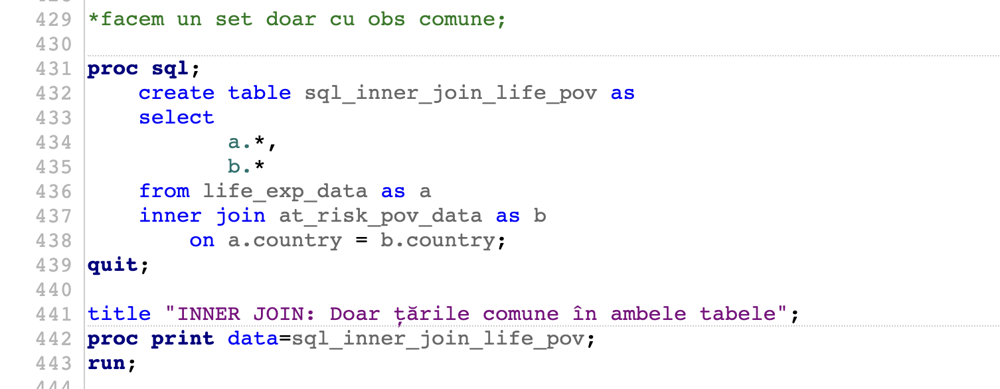 429 *facem un set doar cu obs comune;
430
431 proc sql;
432     create table sql_inner_join_life_pov as
433     select
434            a.*,
435            b.*
436     from life_exp_data as a
437     inner join at_risk_pov_data as b
438         on a.country = b.country;
439 quit;
440
441 title "INNER JOIN: Doar țările comune în ambele tabele";
442 proc print data=sql_inner_join_life_pov;
443 run;
444